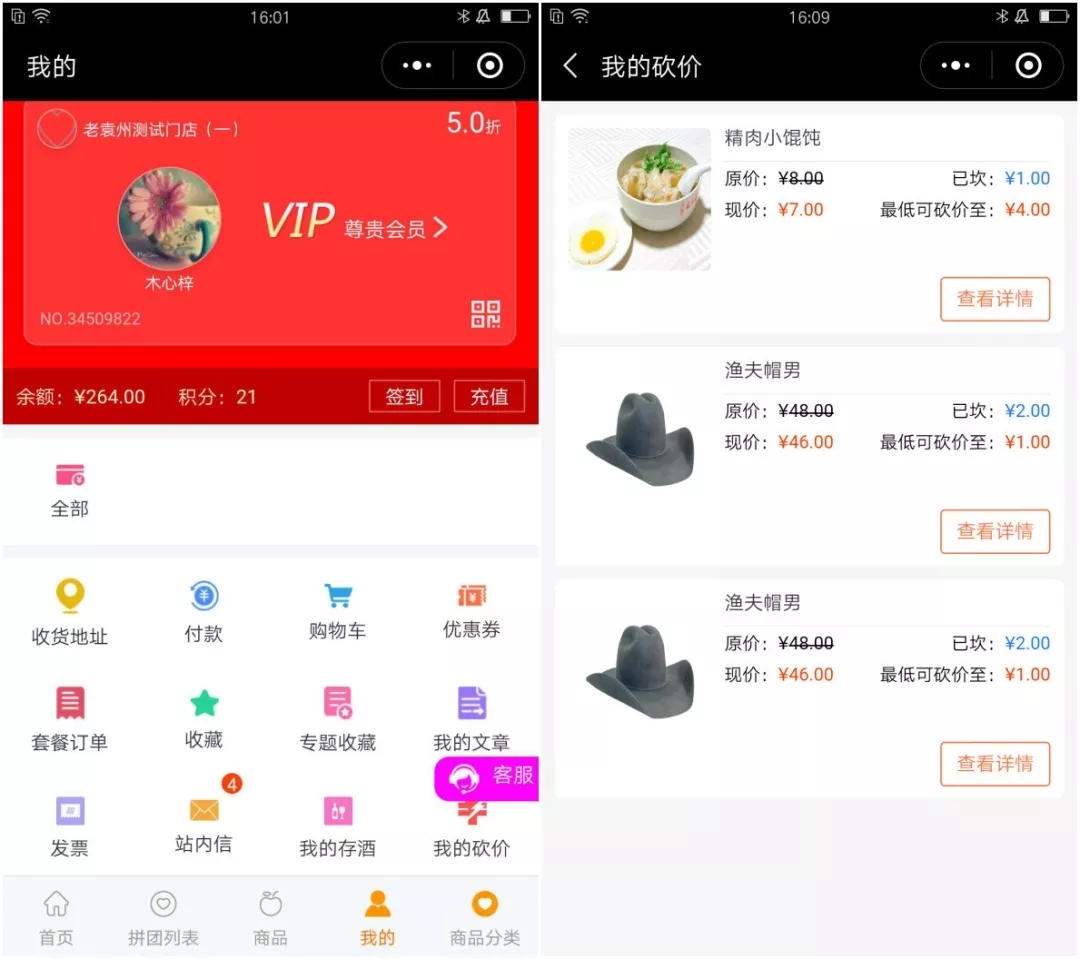 16:01
我的
老袁州测试门店（一）
5.0折
VIP 尊贵会员
木心梓
NO.34509822
余额：¥264.00 积分：21 签到 充值
全部
收货地址 付款 购物车 优惠券
套餐订单 收藏 专题收藏 我的文章
客服
4
发票 站内信 我的存酒 我的砍价
首页 拼团列表 商品 我的 商品分类
16:09
我的砍价
精肉小馄饨
原价：¥8.00 已坎：¥1.00
现价：¥7.00 最低可砍价至：¥4.00
查看详情
渔夫帽男
原价：¥48.00 已坎：¥2.00
现价：¥46.00 最低可砍价至：¥1.00
查看详情
渔夫帽男
原价：¥48.00 已坎：¥2.00
现价：¥46.00 最低可砍价至：¥1.00
查看详情